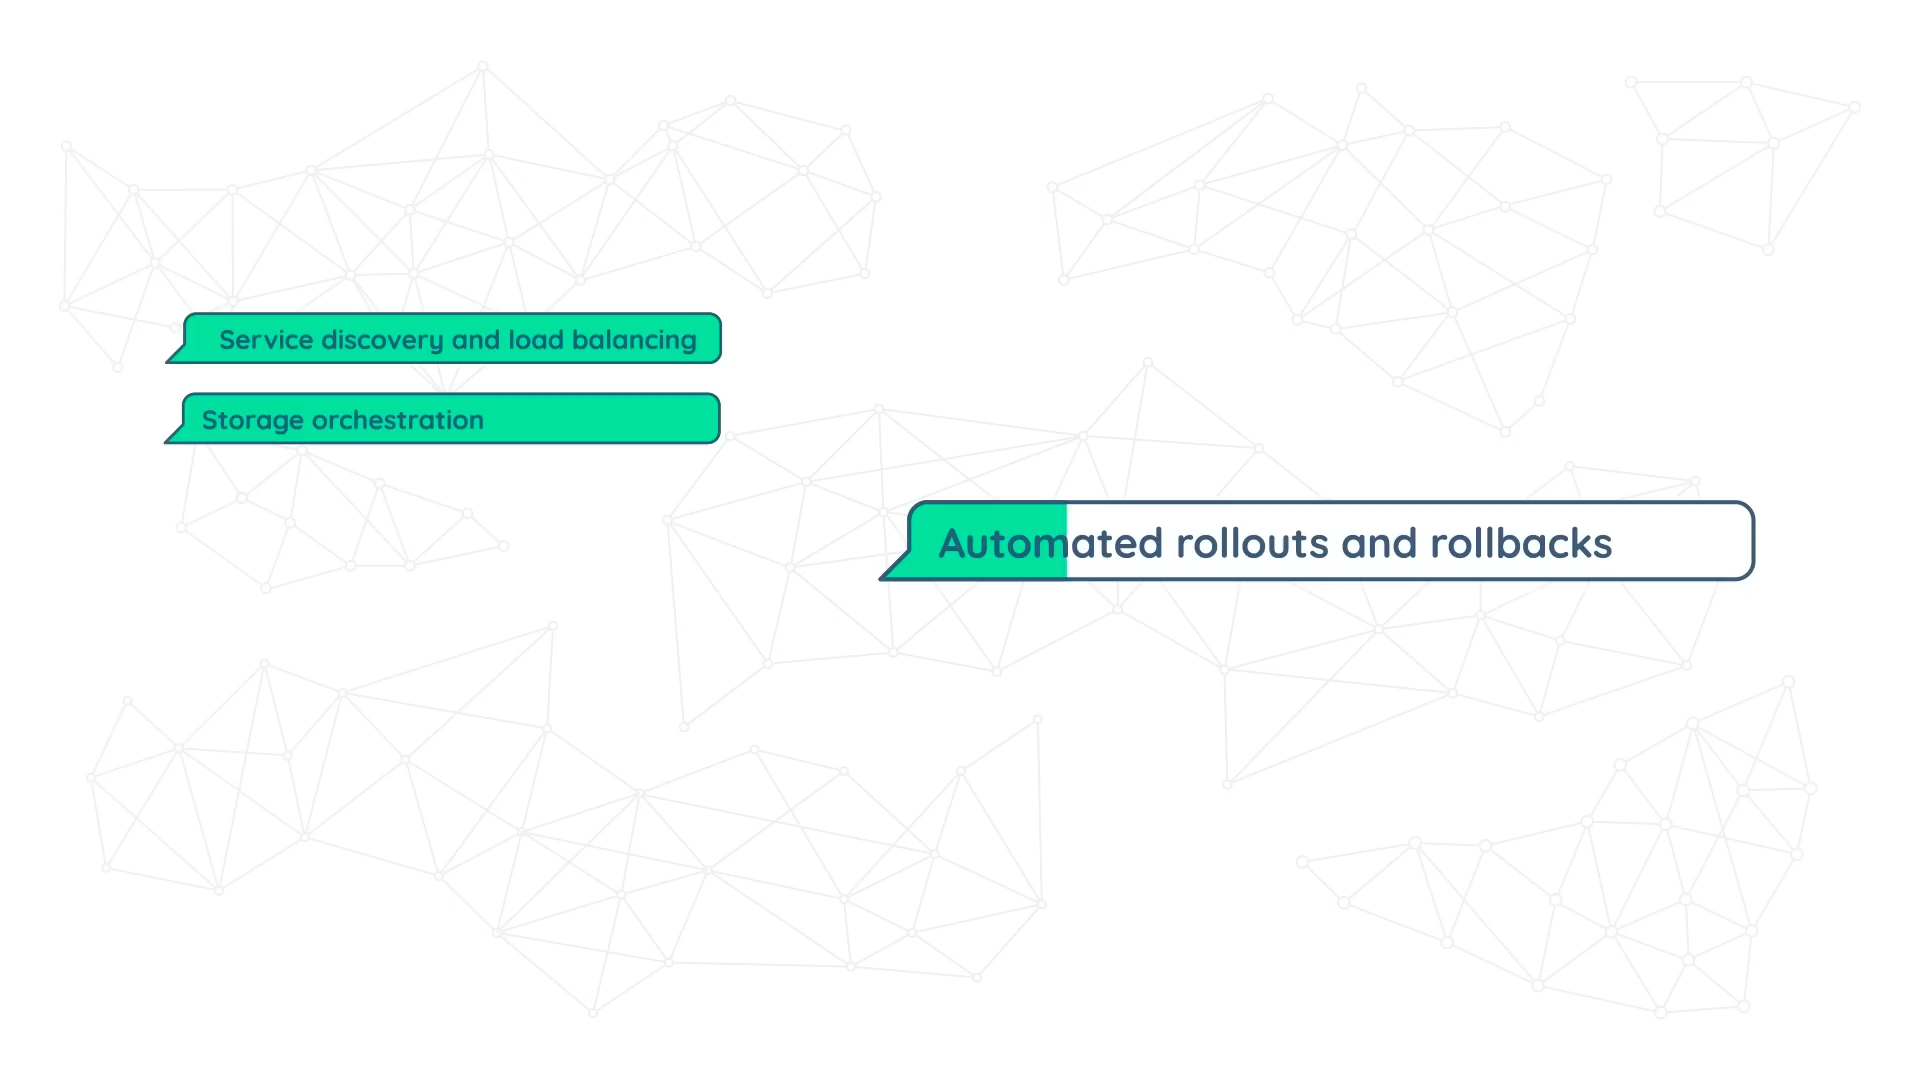 Service discovery and load balancing
Storage orchestration
Automated rollouts and rollbacks